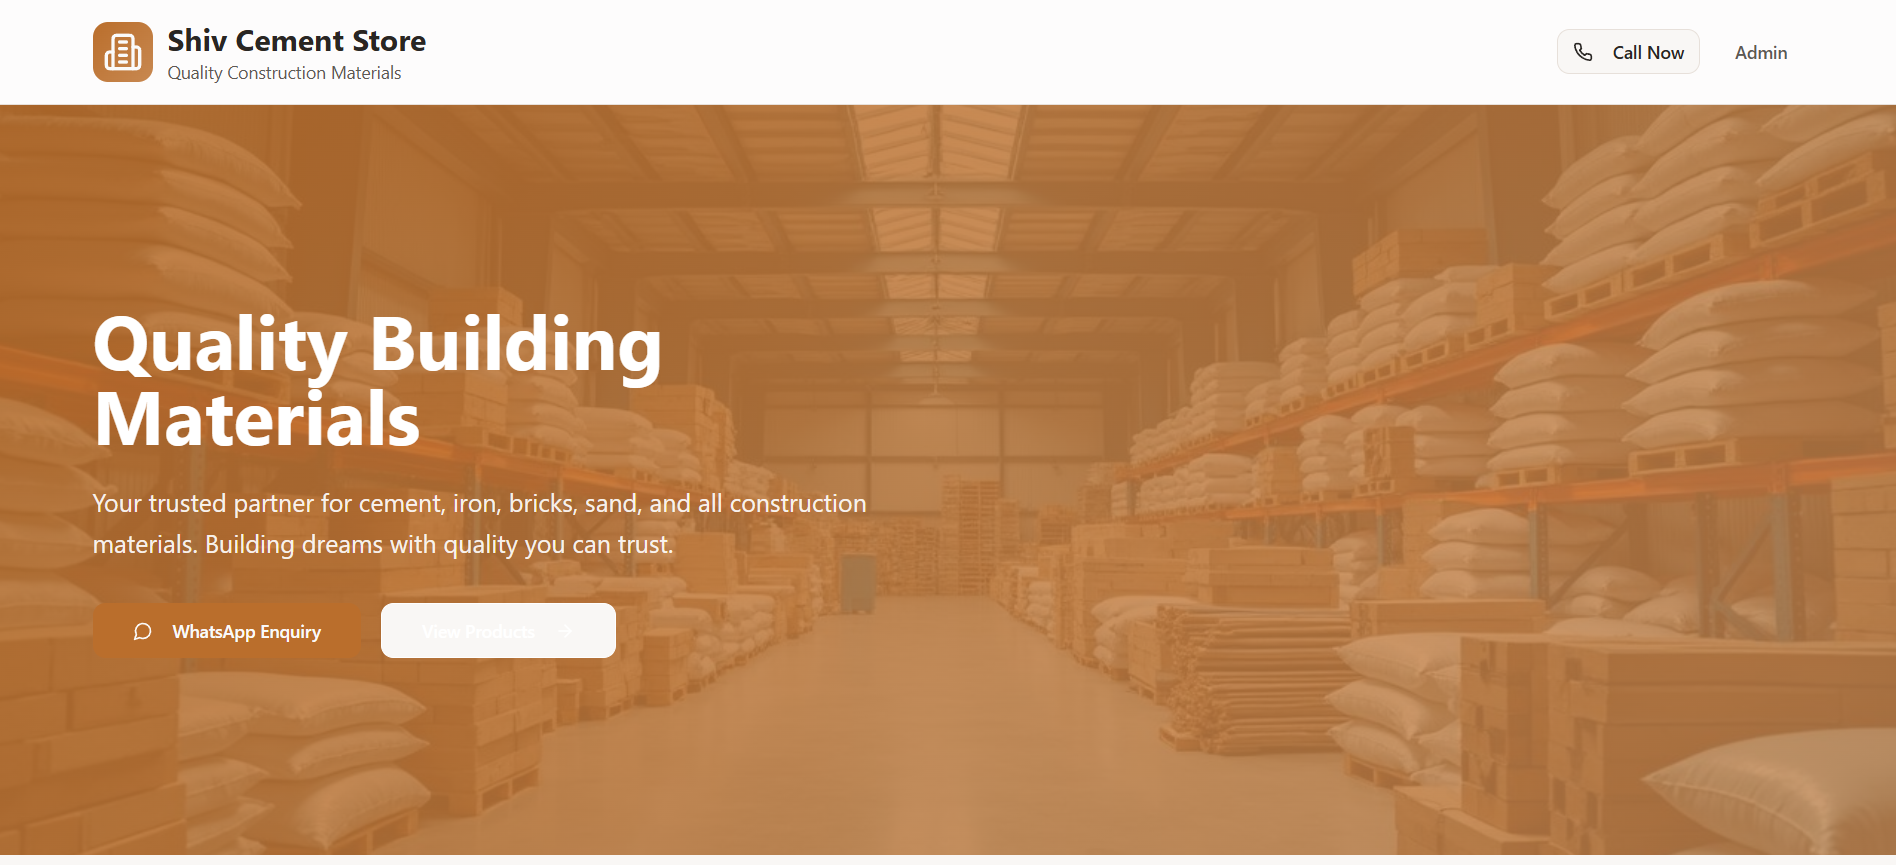 Shiv Cement Store
Quality Construction Materials
Call Now
Admin
Quality Building
Materials
Your trusted partner for cement, iron, bricks, sand, and all construction
materials. Building dreams with quality you can trust.
WhatsApp Enquiry
View Products